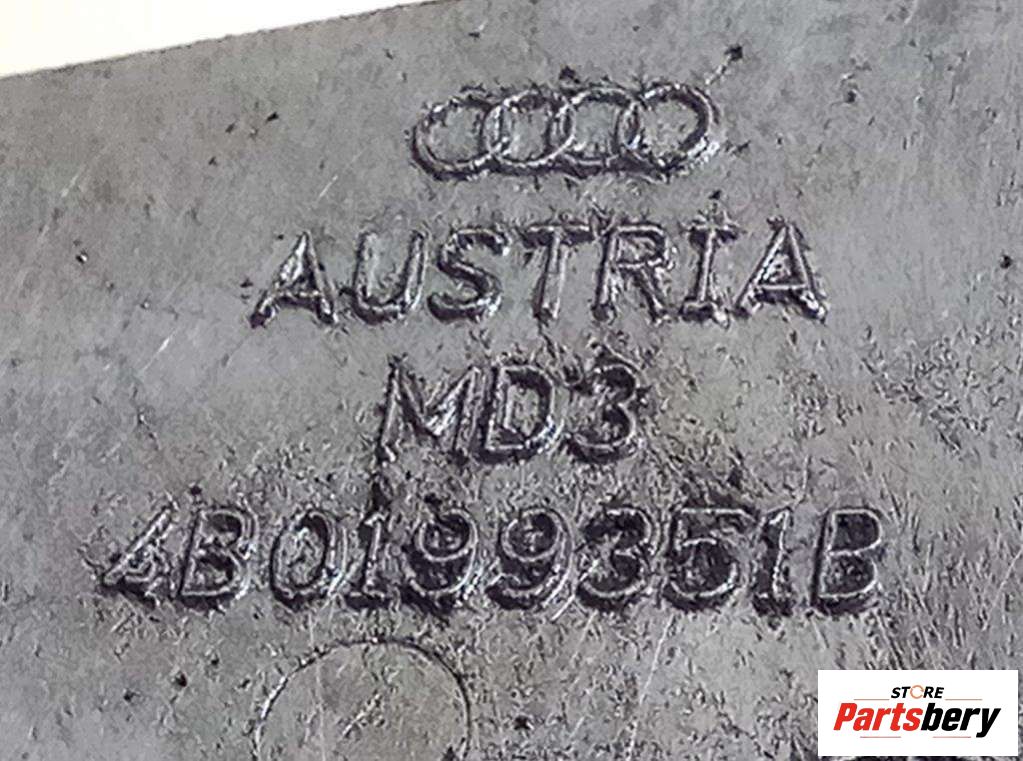 AUSTRIA
MD3
4B0199351B
STORE
Partsbery